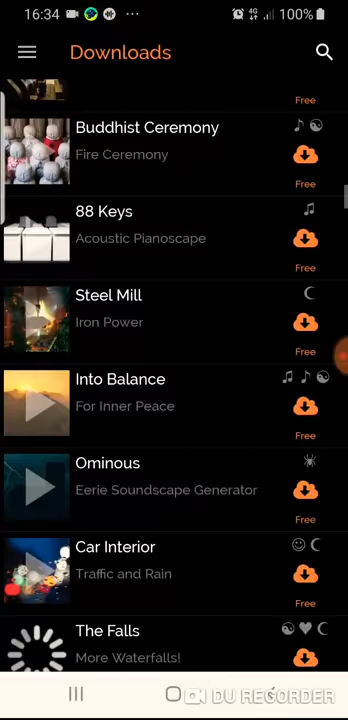 16:34
4G
100%
Downloads
Free
Buddhist Ceremony
Fire Ceremony
Free
88 Keys
Acoustic Pianoscape
Free
Steel Mill
Iron Power
Free
Into Balance
For Inner Peace
Free
Ominous
Eerie Soundscape Generator
Free
Car Interior
Traffic and Rain
Free
The Falls
More Waterfalls!
DU RECORDER